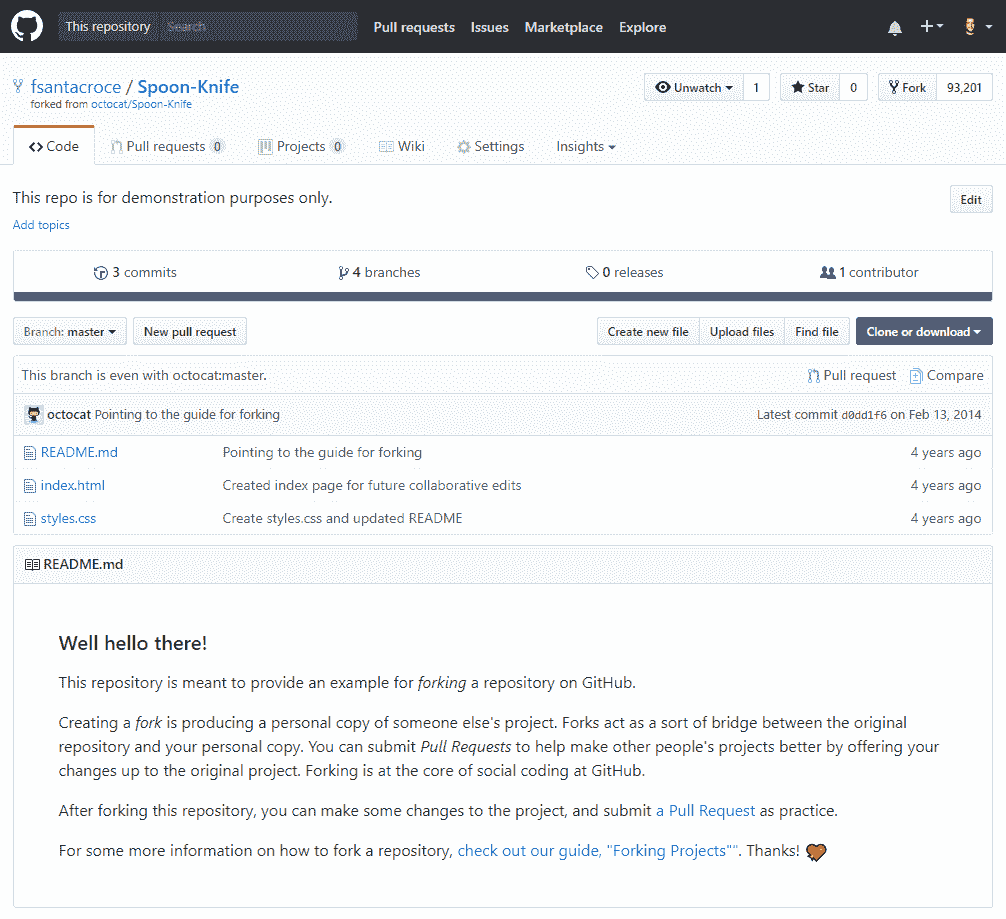 This repository Search Pull requests Issues Marketplace Explore
fsantacroce / Spoon-Knife Unwatch 1 Star 0 Fork 93,201
forked from octocat/Spoon-Knife
Code Pull requests 0 Projects 0 Wiki Settings Insights
This repo is for demonstration purposes only. Edit
Add topics
3 commits 4 branches 0 releases 1 contributor
Branch: master New pull request Create new file Upload files Find file Clone or download
This branch is even with octocat:master. Pull request Compare
octocat Pointing to the guide for forking Latest commit d0dd1f6 on Feb 13, 2014
README.md Pointing to the guide for forking 4 years ago
index.html Created index page for future collaborative edits 4 years ago
styles.css Create styles.css and updated README 4 years ago
README.md
Well hello there!
This repository is meant to provide an example for forking a repository on GitHub.
Creating a fork is producing a personal copy of someone else's project. Forks act as a sort of bridge between the original
repository and your personal copy. You can submit Pull Requests to help make other people's projects better by offering your
changes up to the original project. Forking is at the core of social coding at GitHub.
After forking this repository, you can make some changes to the project, and submit a Pull Request as practice.
For some more information on how to fork a repository, check out our guide, "Forking Projects"". Thanks!